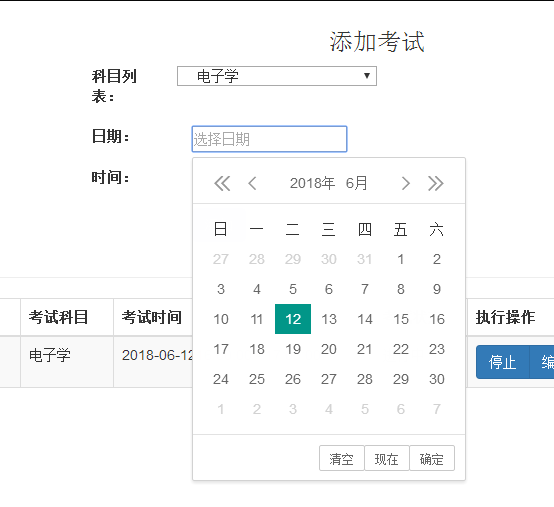 添加考试
科目列表：
电子学
日期：
选择日期
时间：
2018年 6月
日 一 二 三 四 五 六
27 28 29 30 31 1 2
3 4 5 6 7 8 9
10 11 12 13 14 15 16
17 18 19 20 21 22 23
24 25 26 27 28 29 30
1 2 3 4 5 6 7
清空 现在 确定
考试科目 考试时间 执行操作
电子学 2018-06-12 停止 编